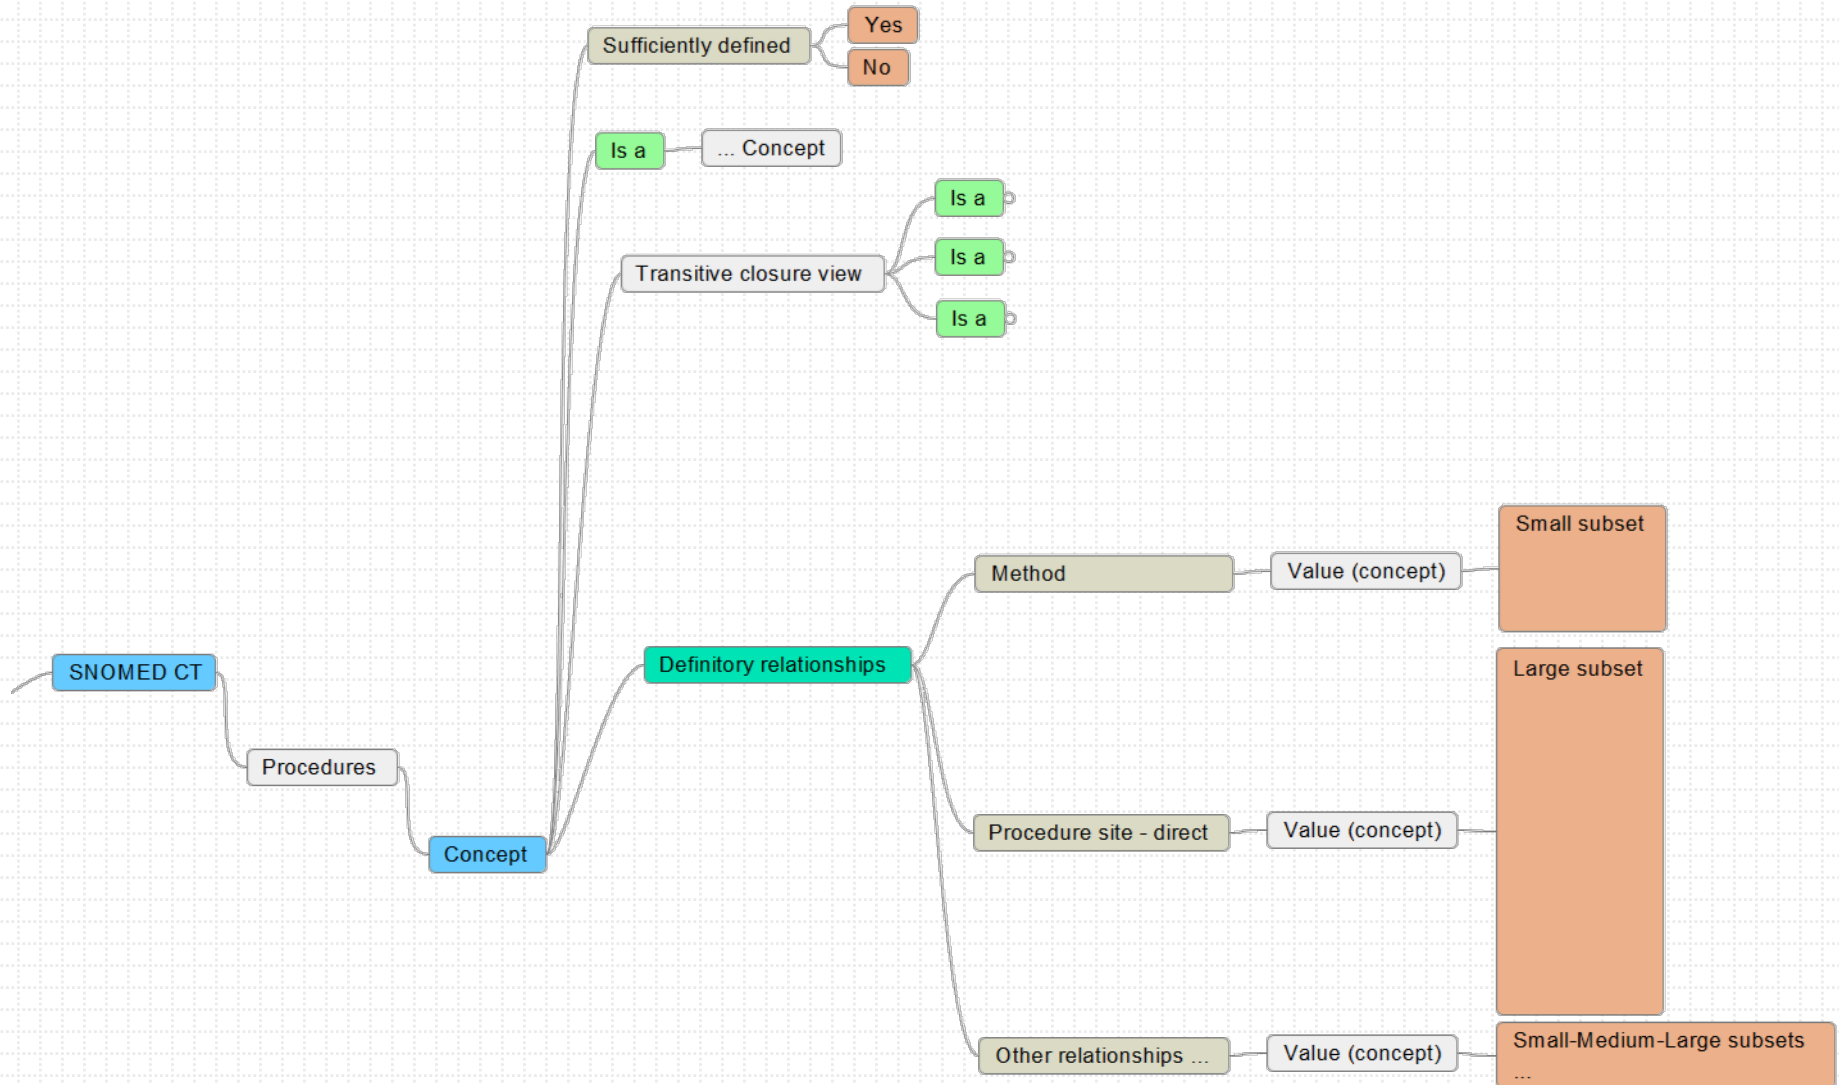 Yes
Sufficiently defined
No
Is a
... Concept
Is a
Is a
Transitive closure view
Is a
Small subset
Method
Value (concept)
Definitory relationships
Large subset
SNOMED CT
Procedures
Procedure site - direct
Value (concept)
Concept
Other relationships ...
Value (concept)
Small-Medium-Large subsets
...